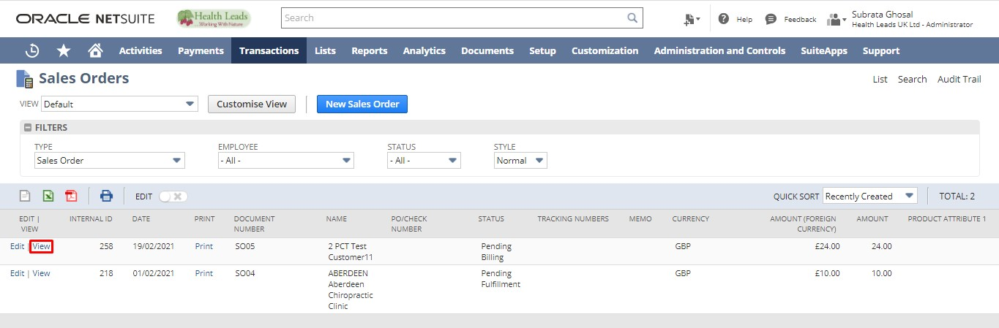 ORACLE NETSUITE
Health Leads
...Working With Nature
Search
Help
Feedback
Subrata Ghosal
Health Leads UK Ltd - Administrator
Activities Payments Transactions Lists Reports Analytics Documents Setup Customization Administration and Controls SuiteApps Support
Sales Orders
List Search Audit Trail
VIEW Default Customise View New Sales Order
FILTERS
TYPE EMPLOYEE STATUS STYLE
Sales Order - All - - All - Normal
EDIT QUICK SORT Recently Created TOTAL: 2
EDIT | INTERNAL ID DATE PRINT DOCUMENT NAME PO/CHECK STATUS TRACKING NUMBERS MEMO CURRENCY AMOUNT (FOREIGN AMOUNT PRODUCT ATTRIBUTE 1
VIEW NUMBER NUMBER CURRENCY)
Edit | View 258 19/02/2021 Print SO05 2 PCT Test Pending GBP £24.00 24.00
Customer11 Billing
Edit | View 218 01/02/2021 Print SO04 ABERDEEN Pending GBP £10.00 10.00
Aberdeen Fulfillment
Chiropractic
Clinic